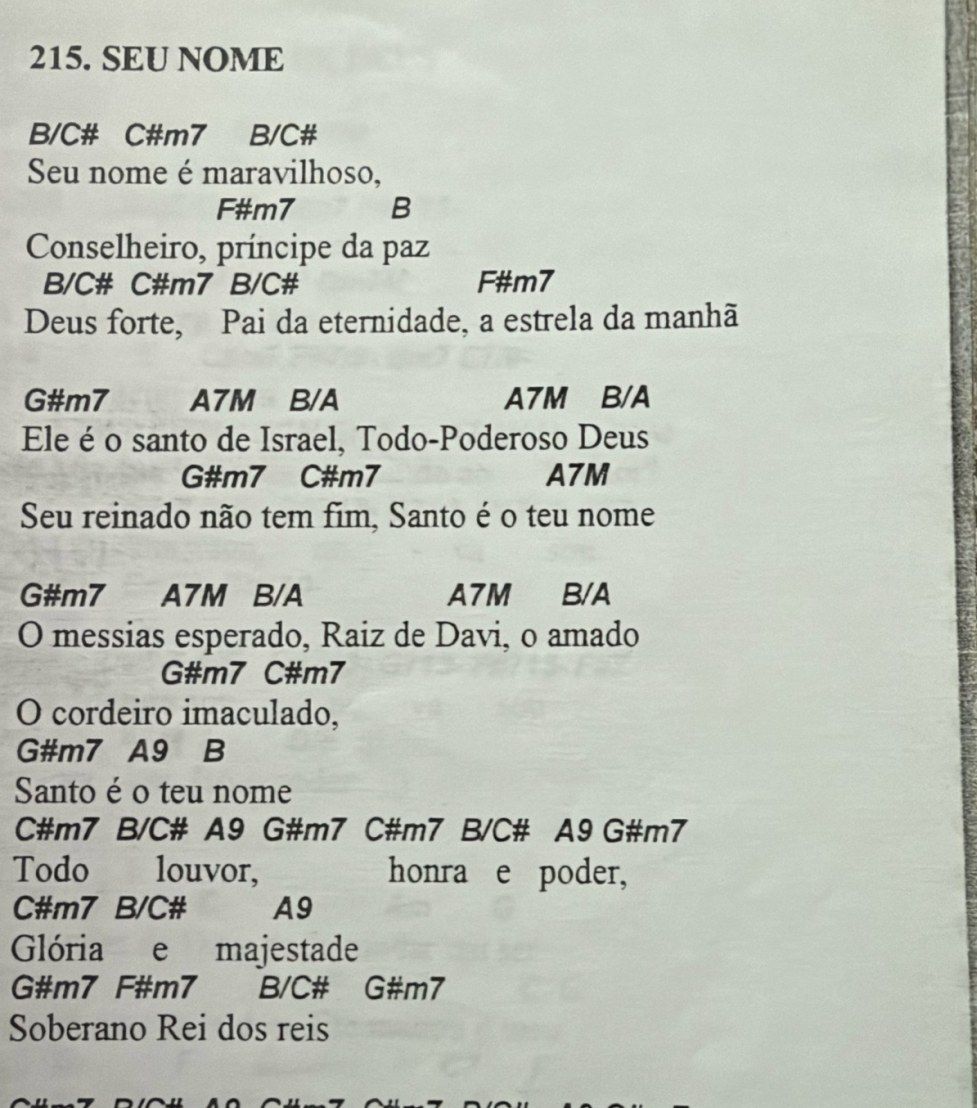 215. SEU NOME
B/C# C#m7 B/C#
Seu nome é maravilhoso,
F#m7 B
Conselheiro, príncipe da paz
B/C# C#m7 B/C# F#m7
Deus forte, Pai da eternidade, a estrela da manhã
G#m7 A7M B/A A7M B/A
Ele é o santo de Israel, Todo-Poderoso Deus
G#m7 C#m7 A7M
Seu reinado não tem fim, Santo é o teu nome
G#m7 A7M B/A A7M B/A
O messias esperado, Raiz de Davi, o amado
G#m7 C#m7
O cordeiro imaculado,
G#m7 A9 B
Santo é o teu nome
C#m7 B/C# A9 G#m7 C#m7 B/C# A9 G#m7
Todo louvor, honra e poder,
C#m7 B/C# A9
Glória e majestade
G#m7 F#m7 B/C# G#m7
Soberano Rei dos reis